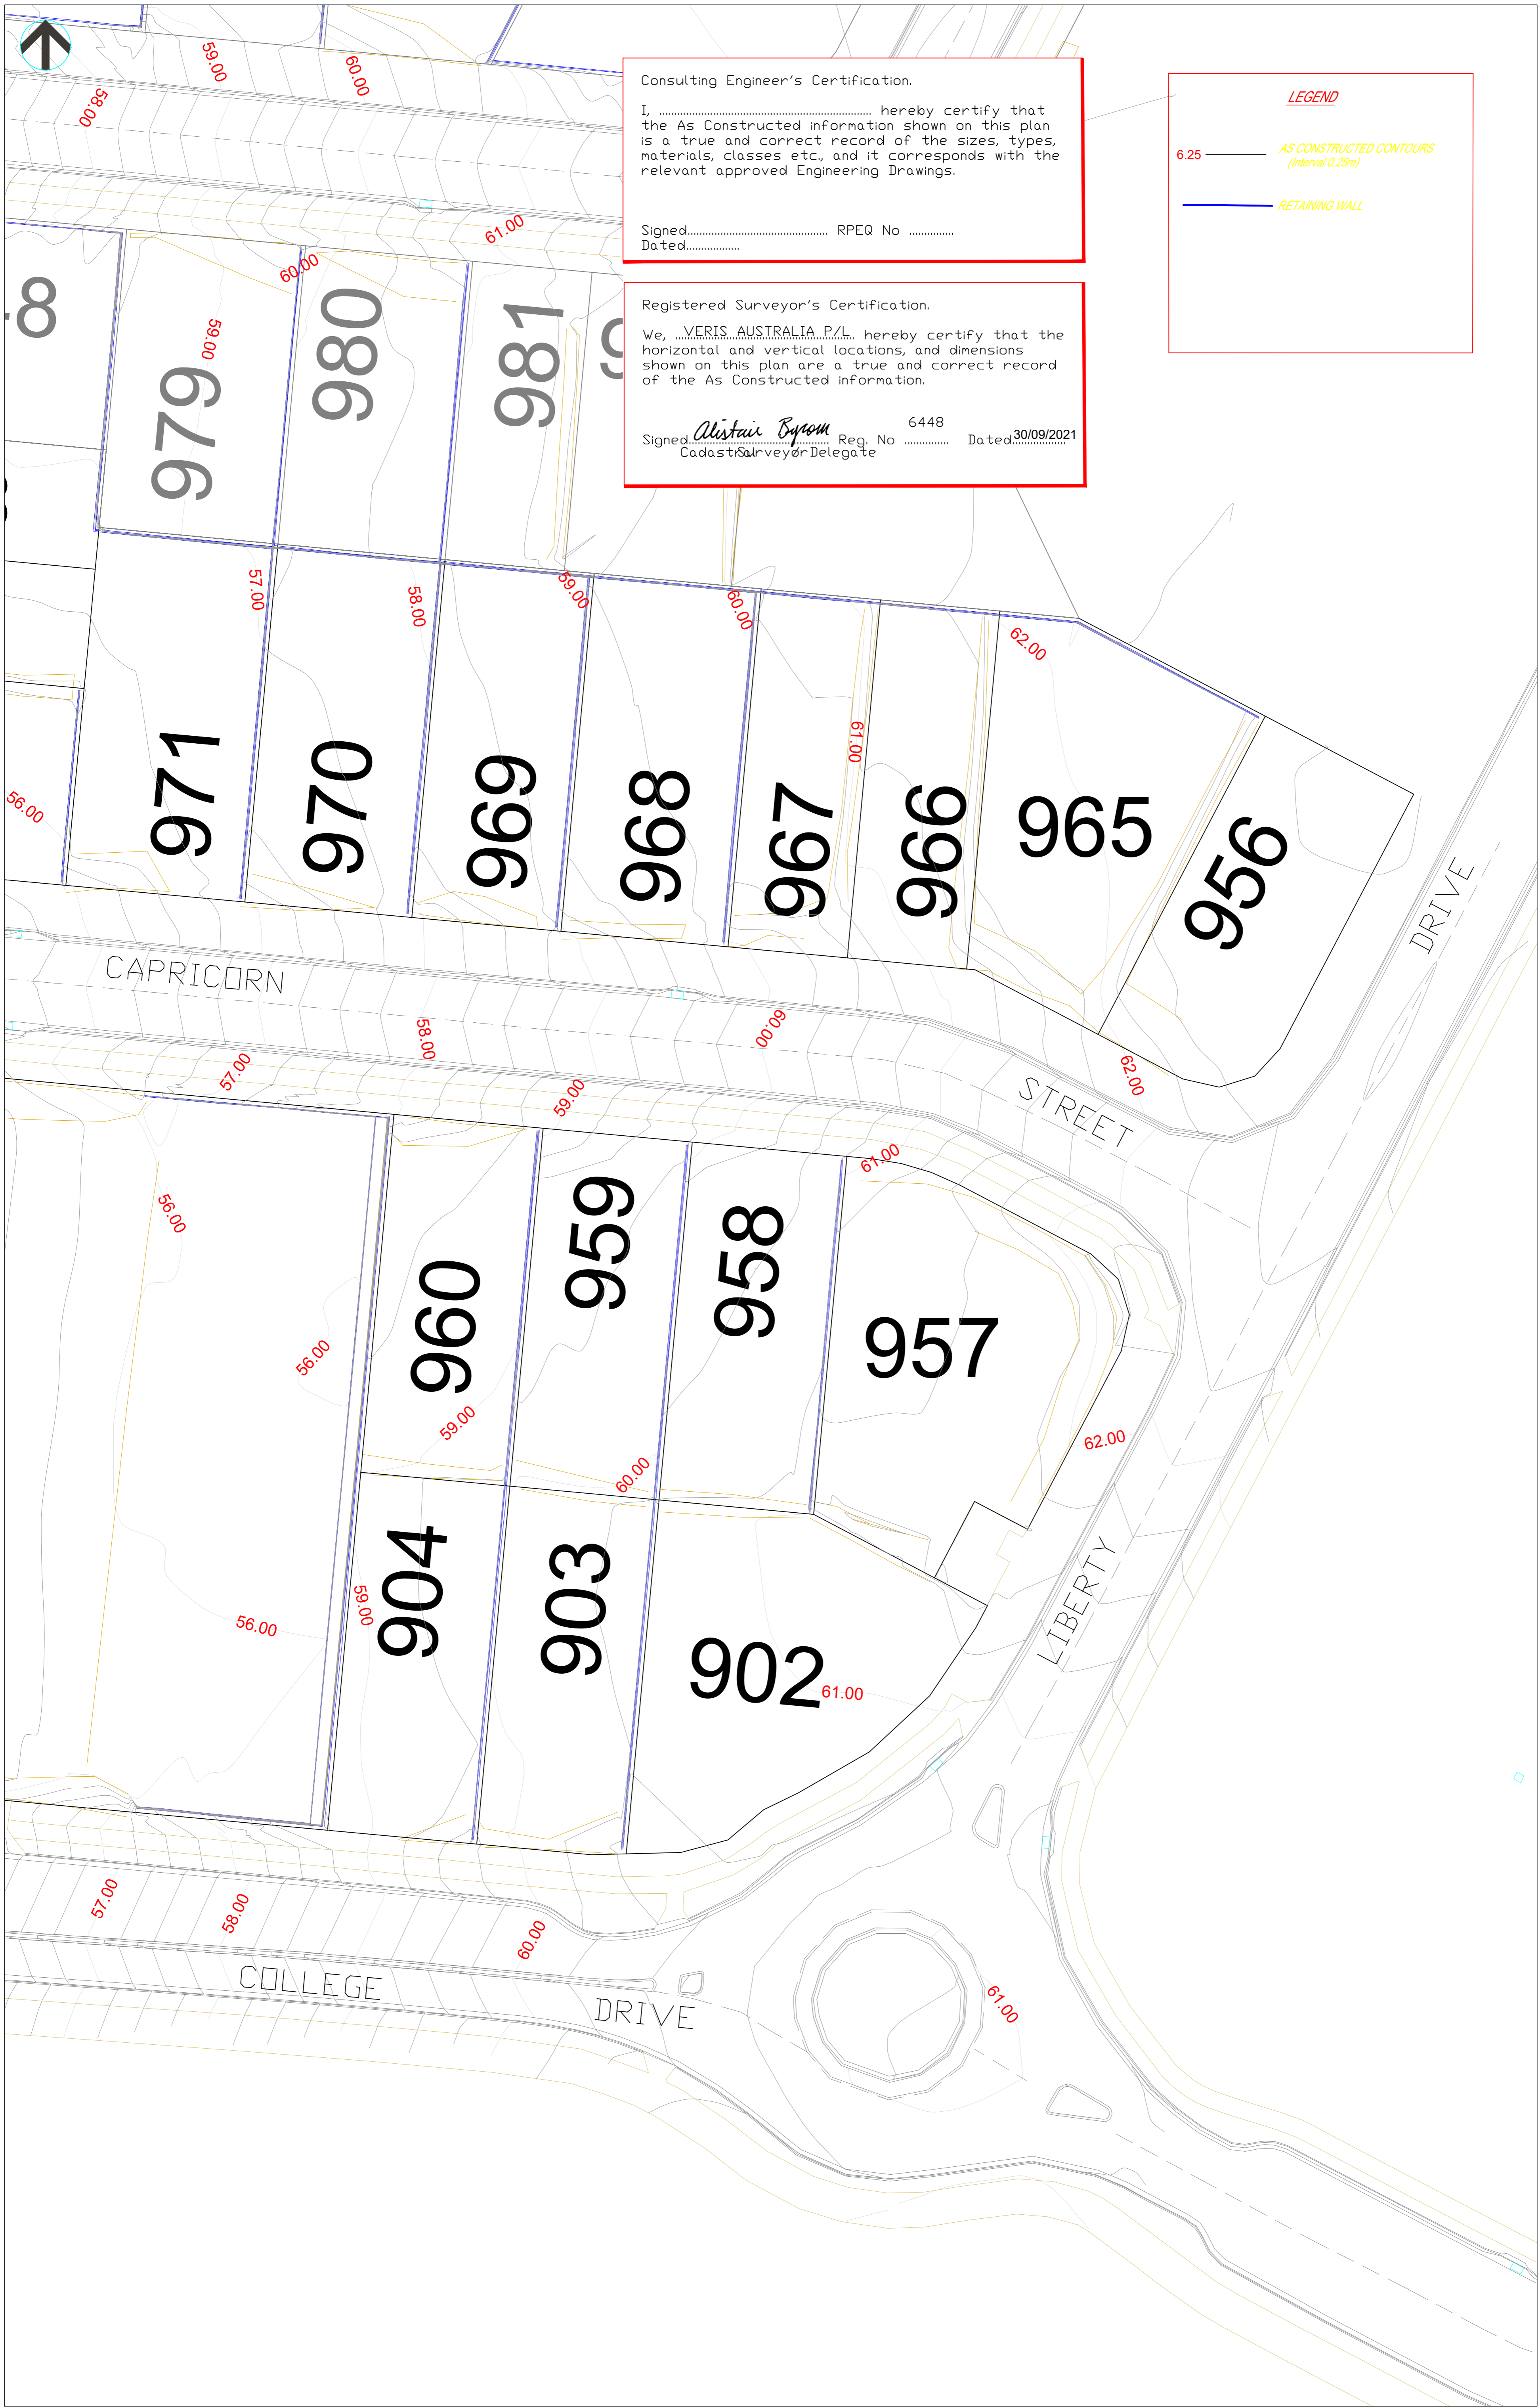 59.00
60.00
58.00
Consulting Engineer's Certification.
I, ........ hereby certify that
the As Constructed information shown on this plan
is a true and correct record of the sizes, types,
materials, classes etc., and it corresponds with the
relevant approved Engineering Drawings.
Signed........ RPEQ No ........
Dated........
LEGEND
6.25 AS CONSTRUCTED CONTOURS
(Interval 0.25m)
RETAINING WALL
61.00
60.00
Registered Surveyor's Certification.
We, VERIS AUSTRALIA P/L hereby certify that the
horizontal and vertical locations, and dimensions
shown on this plan are a true and correct record
of the As Constructed information.
Signed Alistair Byrom Reg. No 6448 Dated 30/09/2021
Cadastral Surveyor Delegate
59.00
979
980
981
57.00
58.00
59.00
60.00
62.00
61.00
56.00
971
970
969
968
967
966
965
956
DRIVE
CAPRICORN
58.00
60.00
57.00
59.00
STREET
62.00
61.00
56.00
960
959
958
957
56.00
59.00
60.00
62.00
904
903
902
59.00
56.00
61.00
LIBERTY
57.00
58.00
60.00
COLLEGE
DRIVE
61.00